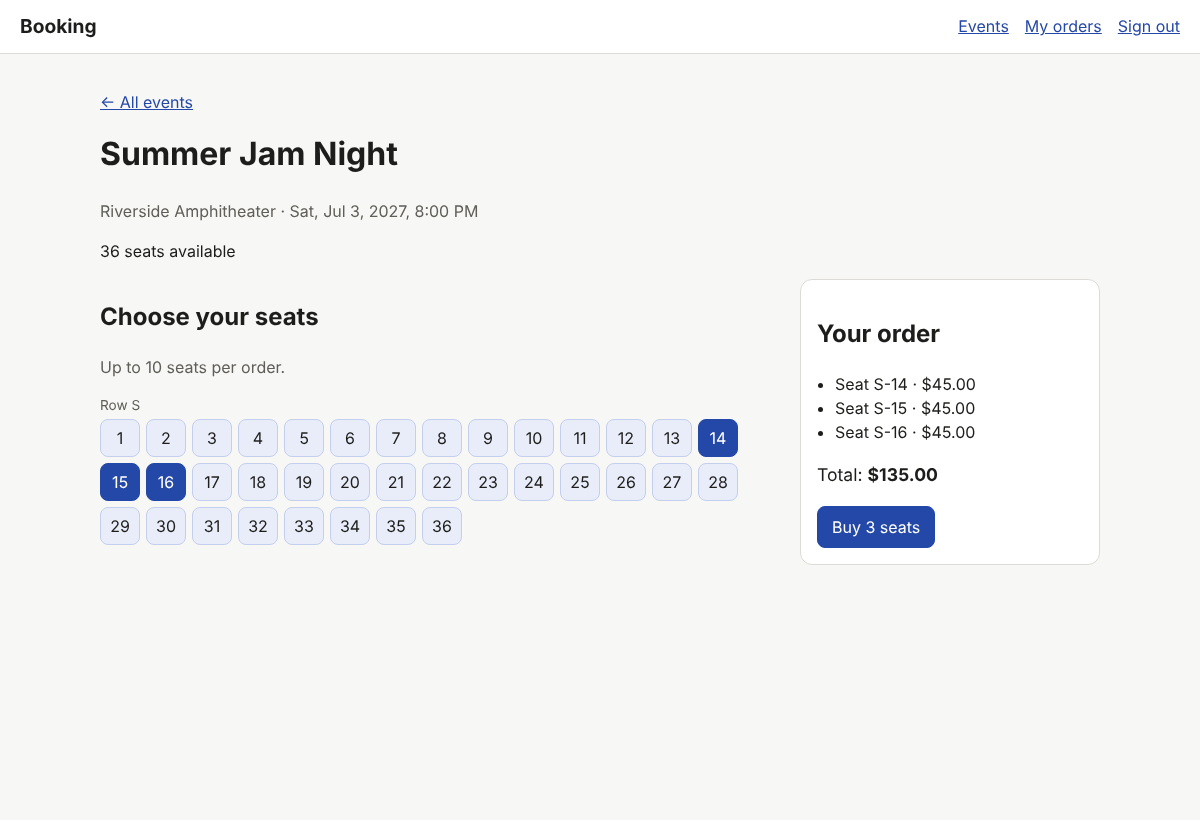 Booking
Events My orders Sign out
← All events
Summer Jam Night
Riverside Amphitheater · Sat, Jul 3, 2027, 8:00 PM
36 seats available
Choose your seats
Up to 10 seats per order.
Row S
1 2 3 4 5 6 7 8 9 10 11 12 13 14
15 16 17 18 19 20 21 22 23 24 25 26 27 28
29 30 31 32 33 34 35 36
Your order
• Seat S-14 · $45.00
• Seat S-15 · $45.00
• Seat S-16 · $45.00
Total: $135.00
Buy 3 seats